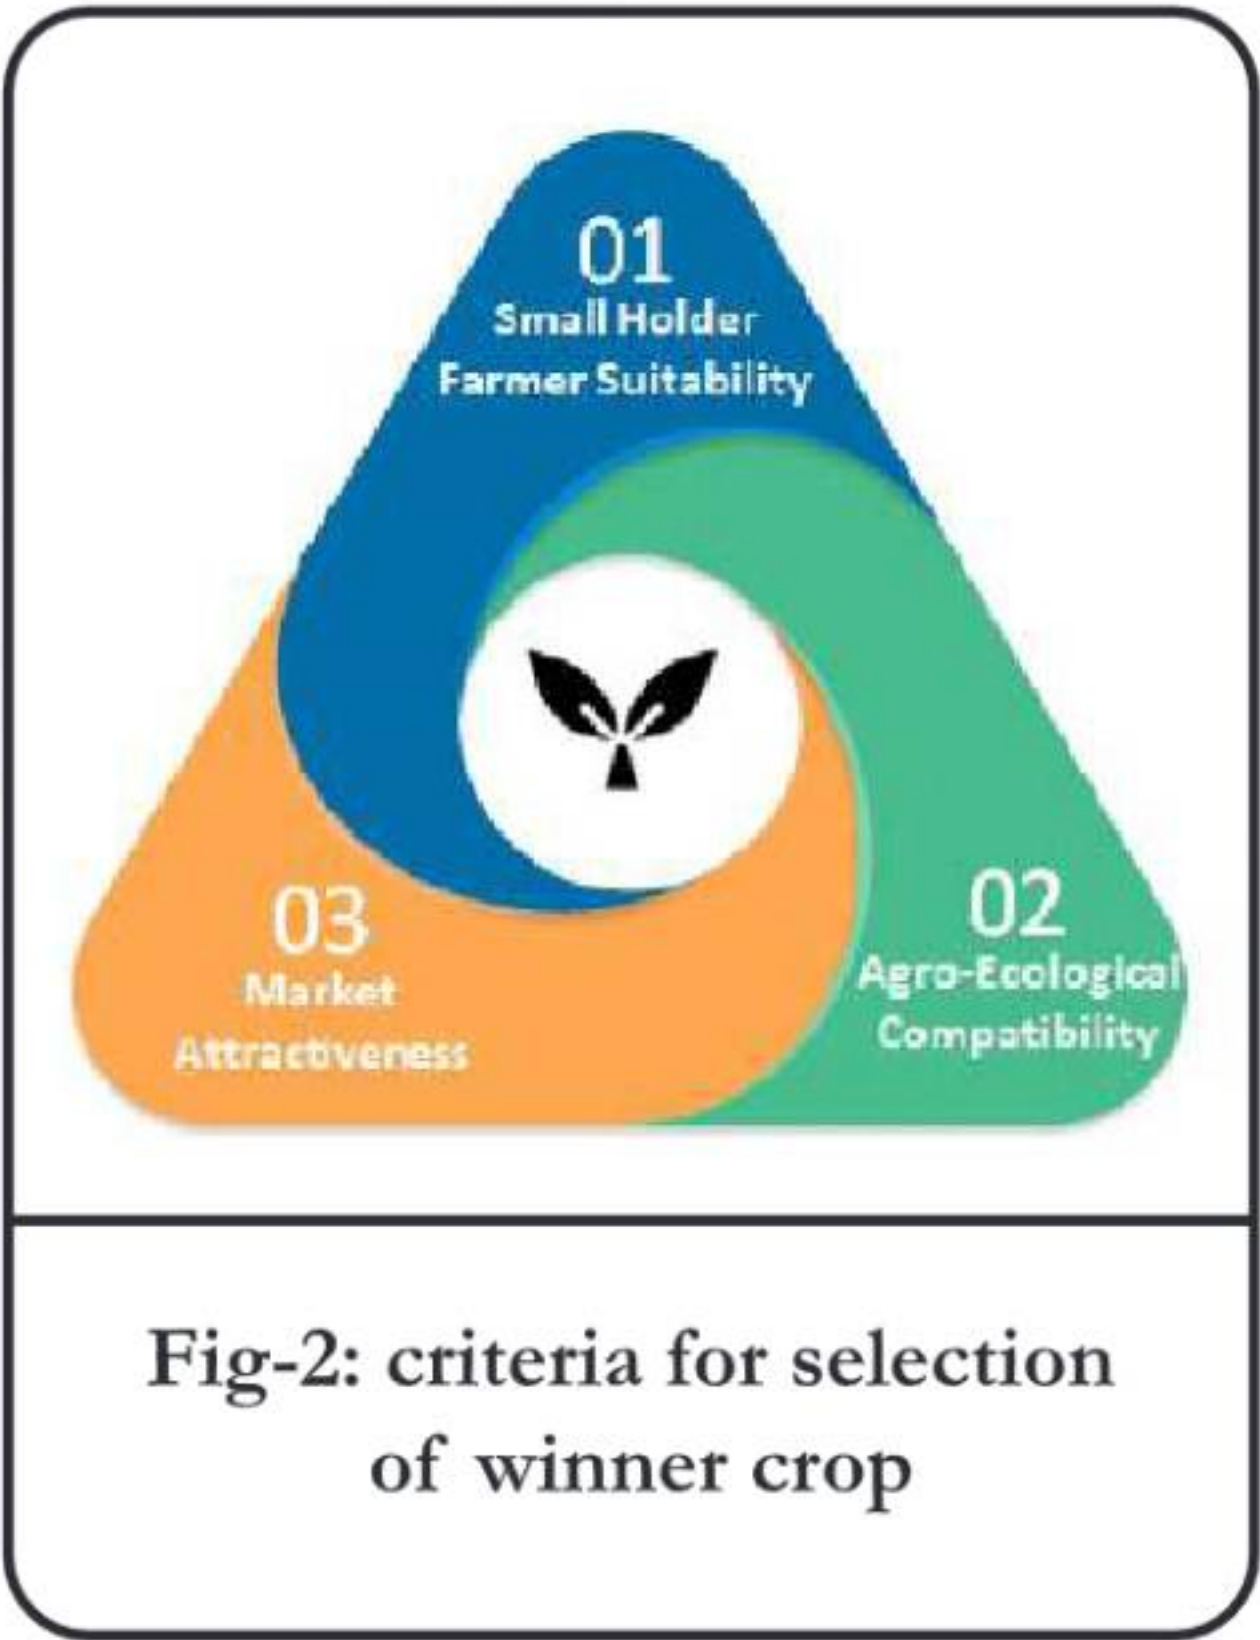 01
Small Holder
Farmer Suitability
02
Agro-Ecological
Compatibility
03
Market
Attractiveness
Fig-2: criteria for selection
of winner crop